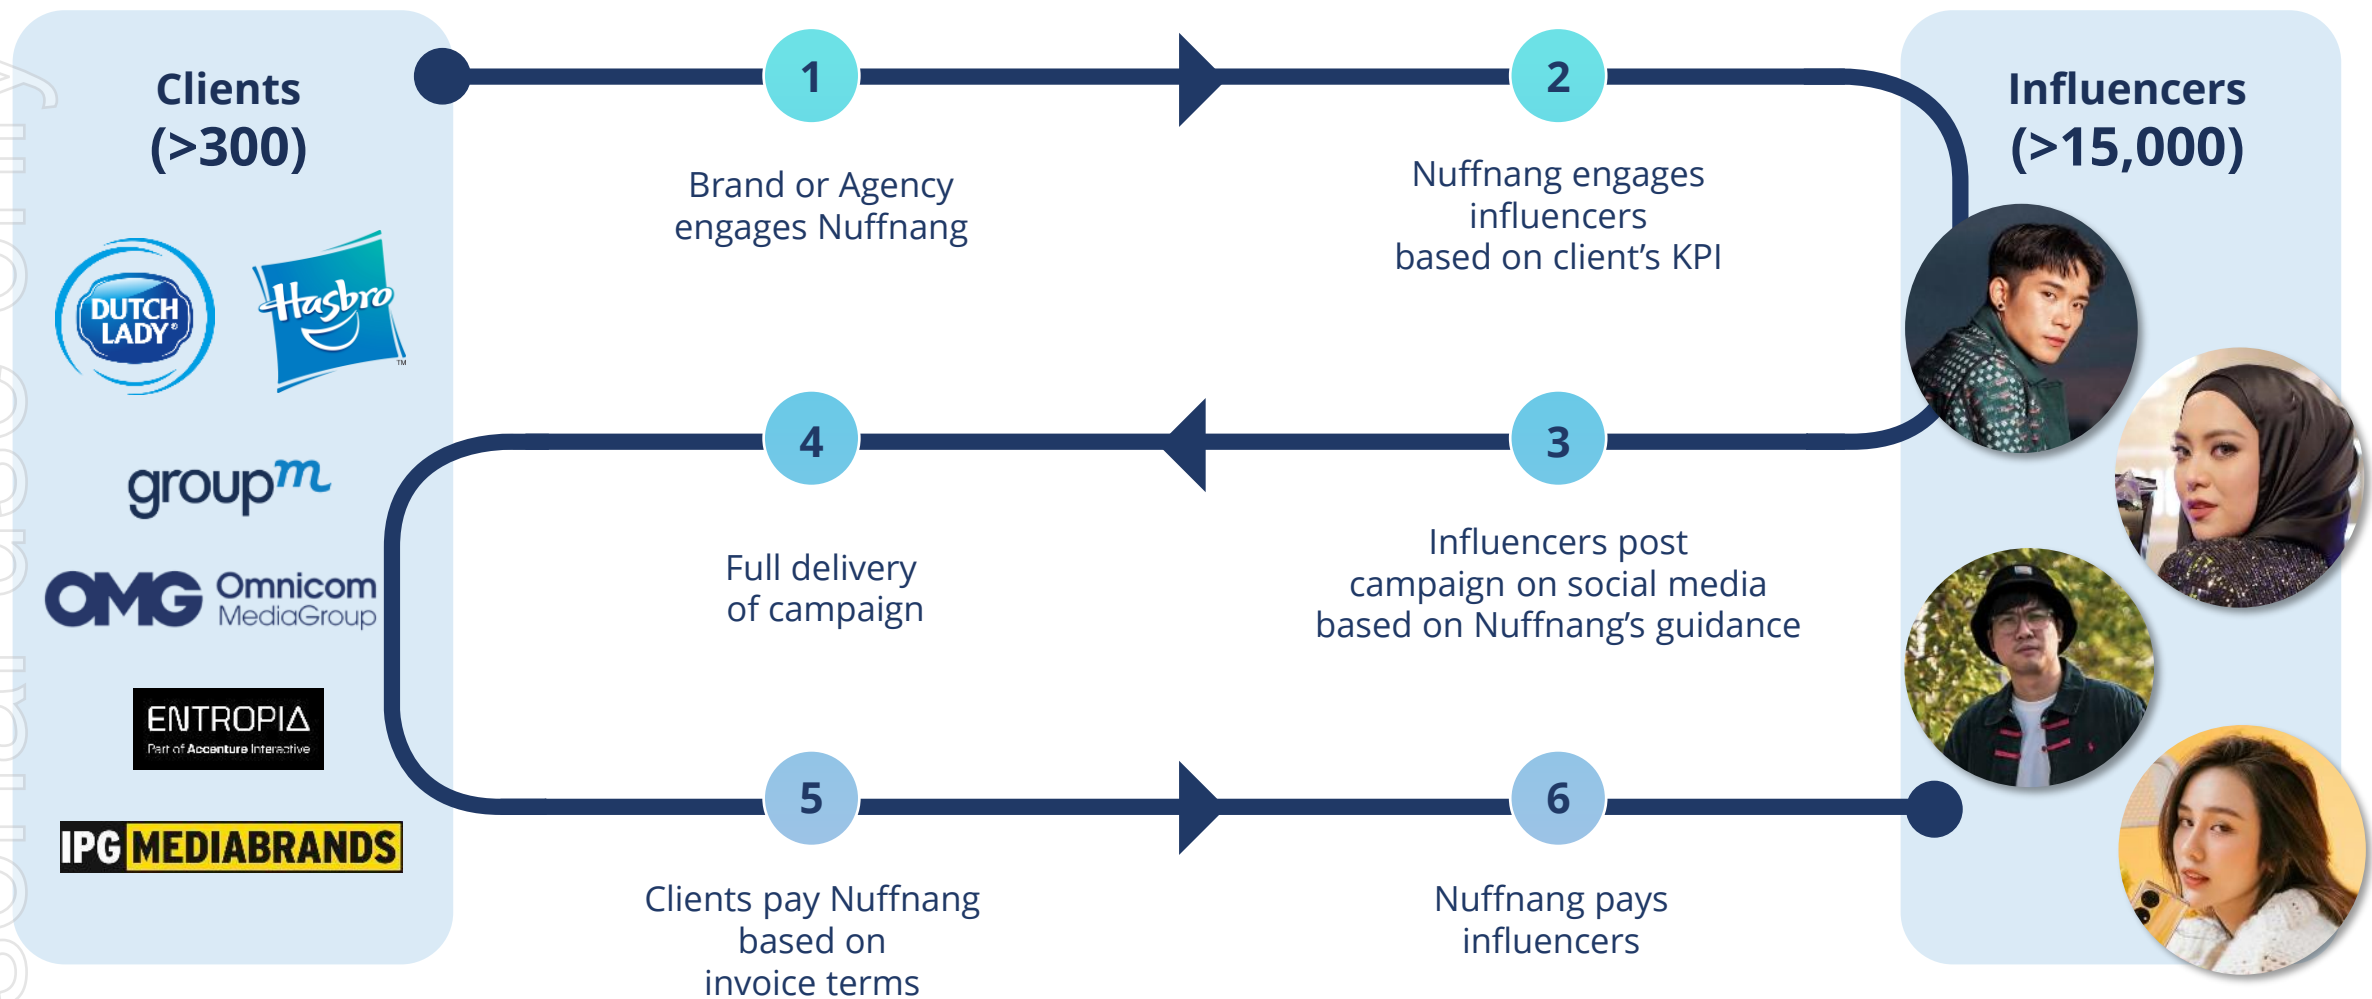 Clients
(>300)
DUTCH
LADY®
Hasbro
TM
groupm
OMG Omnicom
MediaGroup
ENTROPIA
Part of Accenture Interactive
IPG MEDIABRANDS
1
Brand or Agency
engages Nuffnang
2
Nuffnang engages
influencers
based on client’s KPI
3
Influencers post
campaign on social media
based on Nuffnang’s guidance
4
Full delivery
of campaign
5
Clients pay Nuffnang
based on
invoice terms
6
Nuffnang pays
influencers
Influencers
(>15,000)